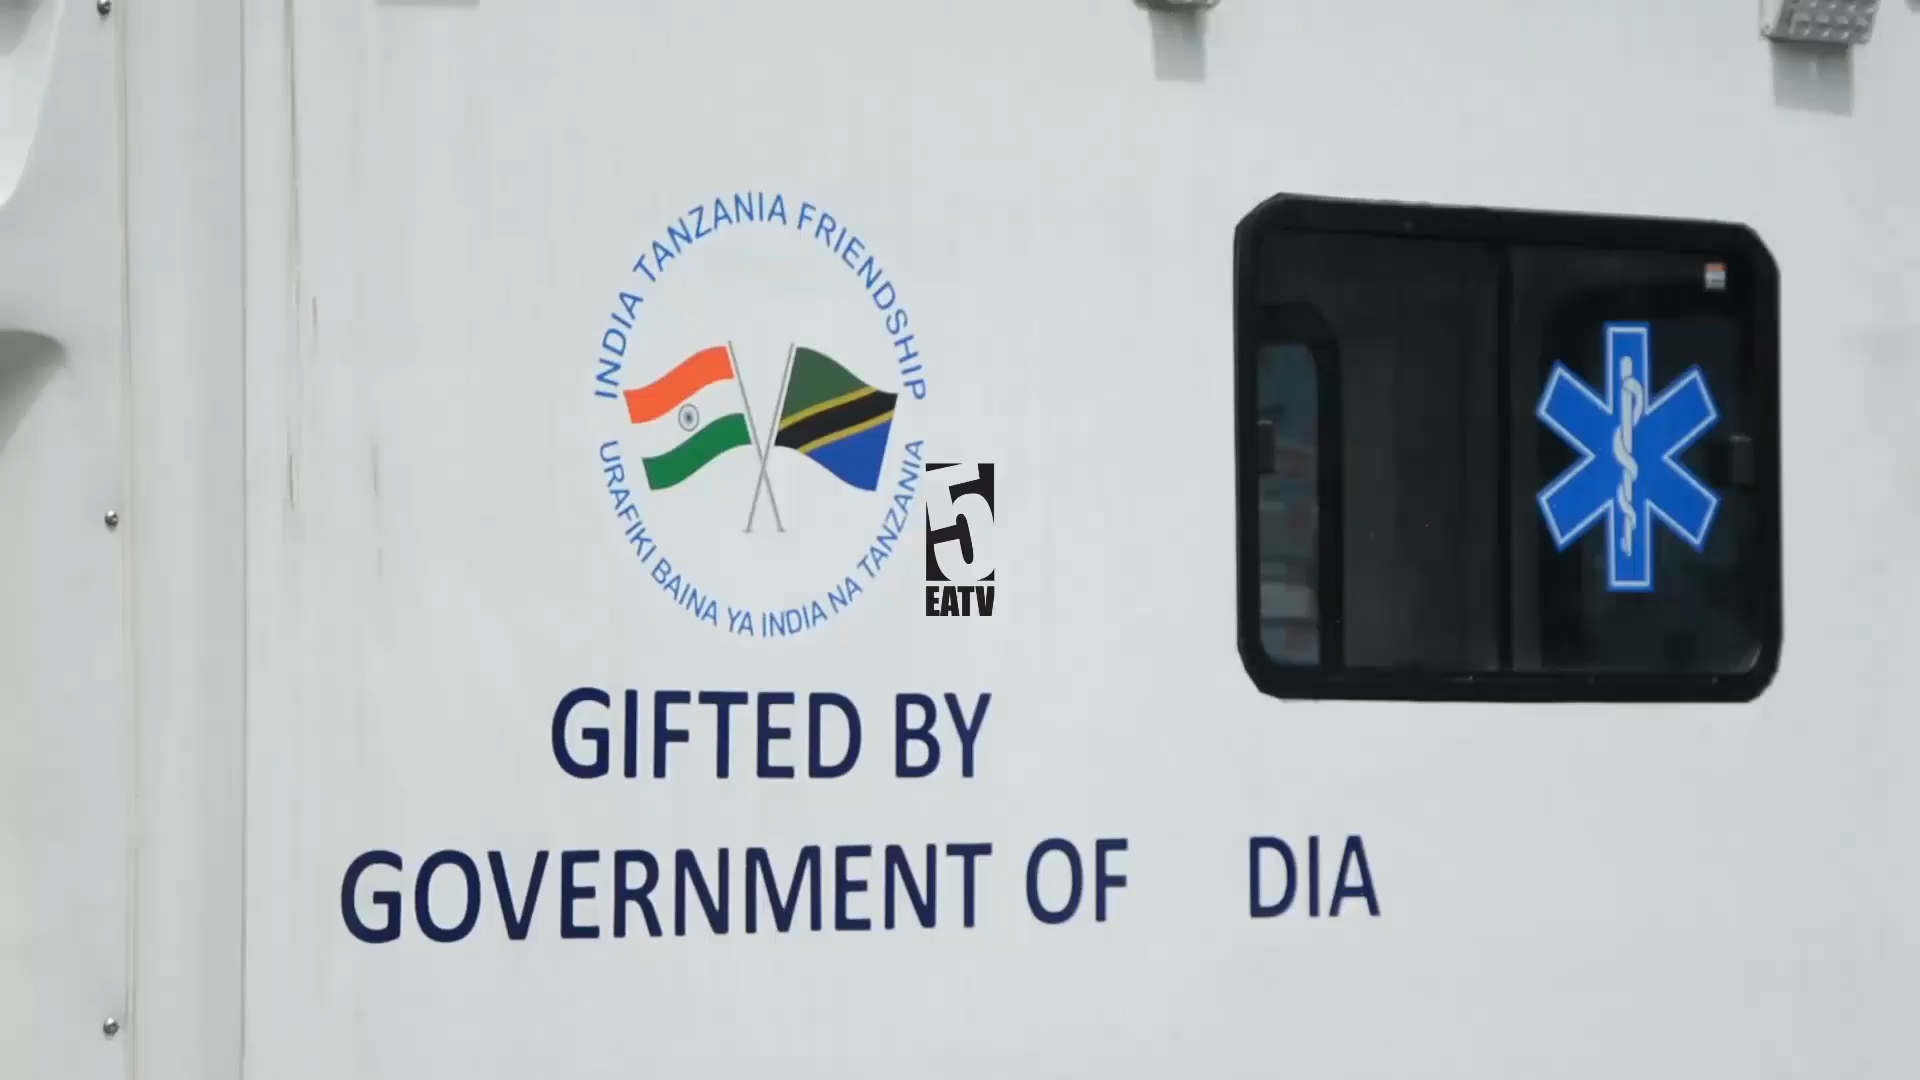 INDIA TANZANIA FRIENDSHIP
URAFIKI BAINA YA INDIA NA TANZANIA
5
EATV
GIFTED BY
GOVERNMENT OF DIA